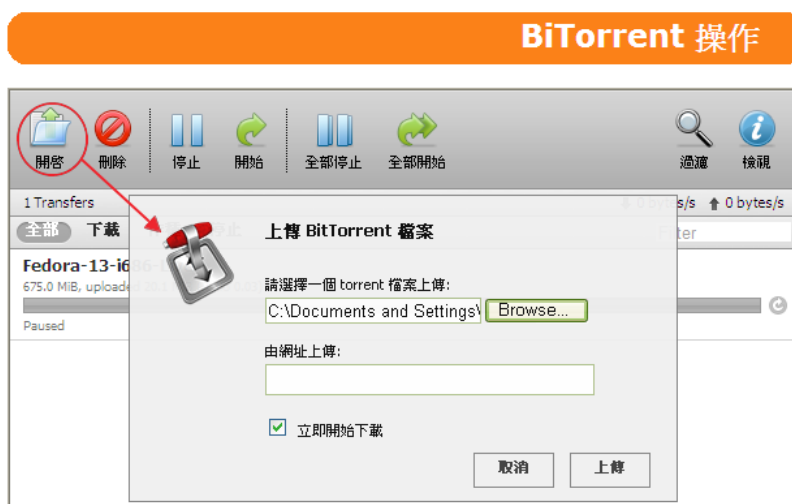 BiTorrent 操作
開啓 刪除 停止 開始 全部停止 全部開始 過濾 檢視
1 Transfers 0 bytes/s 0 bytes/s
全部 下載 Filter
上傳 BitTorrent 檔案
Fedora-13-i686-
675.0 MiB, uploaded
請選擇一個 torrent 檔案上傳:
C:\Documents and Settings\ Browse...
Paused
由網址上傳:
立即開始下載
取消 上傳